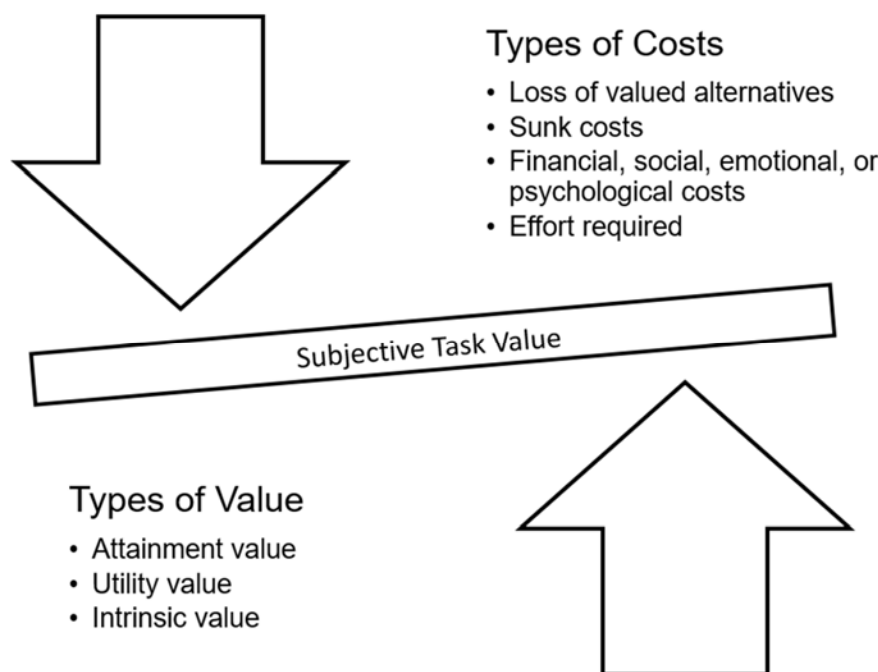 Types of Costs
• Loss of valued alternatives
• Sunk costs
• Financial, social, emotional, or
psychological costs
• Effort required
Subjective Task Value
Types of Value
• Attainment value
• Utility value
• Intrinsic value